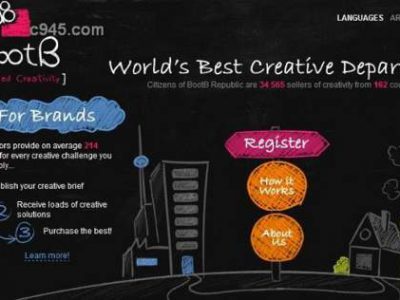 c945.com
LANGUAGES AR
ootB
ed Creativity]
World's Best Creative Depar
Citizens of BootB Republic are 34 565 sellers of creativity from 162 cou
For Brands
ors provide on average 214
for every creative challenge you
oly...
blish your creative brief
2 Receive loads of creative
solutions
3 Purchase the best!
Learn more!
Register
How it
Works
About
Us